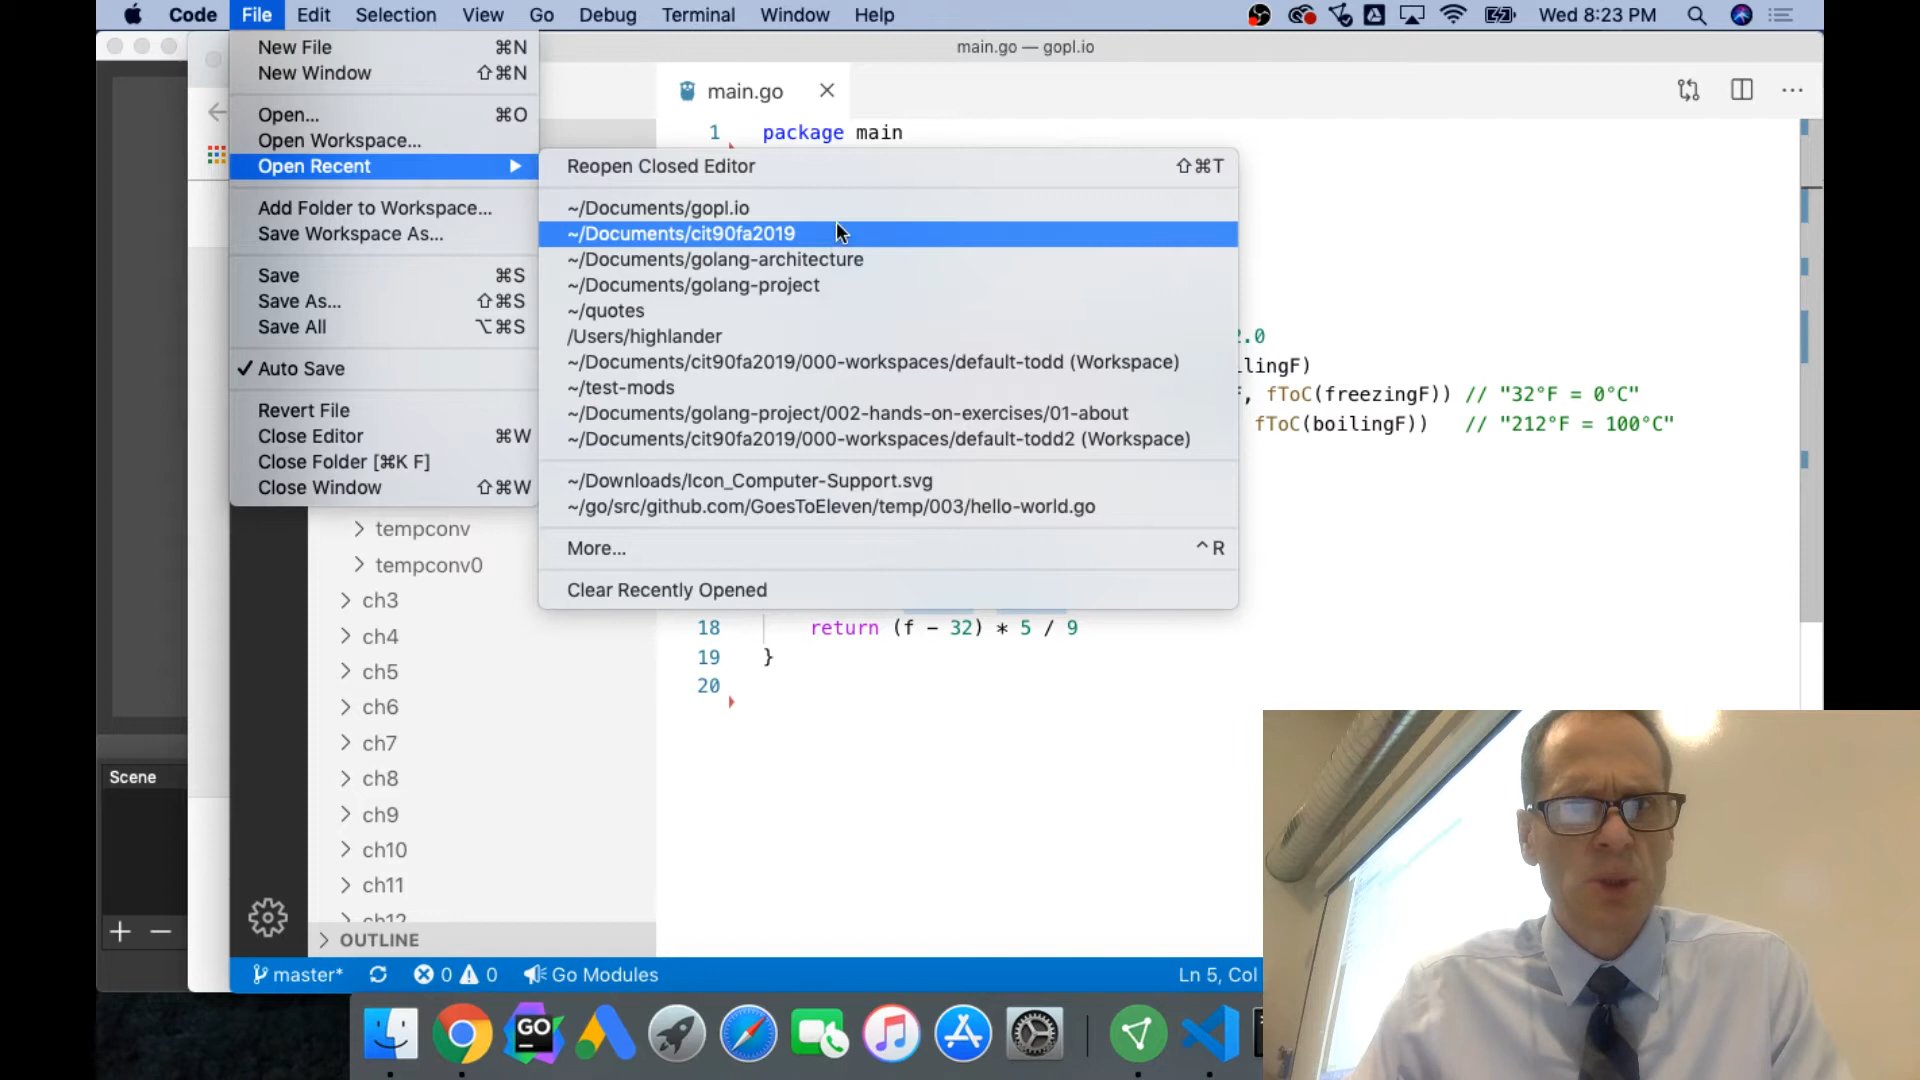 Code File Edit Selection View Go Debug Terminal Window Help Wed 8:23 PM
main.go — gopl.io
New File ⌘N
New Window ⇧⌘N
Open... ⌘O
Open Workspace...
Open Recent
Add Folder to Workspace...
Save Workspace As...
Save ⌘S
Save As... ⇧⌘S
Save All ⌥⌘S
✓ Auto Save
Revert File
Close Editor ⌘W
Close Folder [⌘K F]
Close Window ⇧⌘W
Reopen Closed Editor ⇧⌘T
~/Documents/gopl.io
~/Documents/cit90fa2019
~/Documents/golang-architecture
~/Documents/golang-project
~/quotes
/Users/highlander
~/Documents/cit90fa2019/000-workspaces/default-todd (Workspace)
~/test-mods
~/Documents/golang-project/002-hands-on-exercises/01-about
~/Documents/cit90fa2019/000-workspaces/default-todd2 (Workspace)
~/Downloads/Icon_Computer-Support.svg
~/go/src/github.com/GoesToEleven/temp/003/hello-world.go
More... ^R
Clear Recently Opened
main.go
1 package main
.0
lingF)
, fToC(freezingF)) // "32°F = 0°C"
fToC(boilingF)) // "212°F = 100°C"
18 return (f - 32) * 5 / 9
19 }
20
tempconv
tempconv0
ch3
ch4
ch5
ch6
ch7
ch8
ch9
ch10
ch11
ch12
OUTLINE
Scene
master* 0 0 Go Modules Ln 5, Col
GO